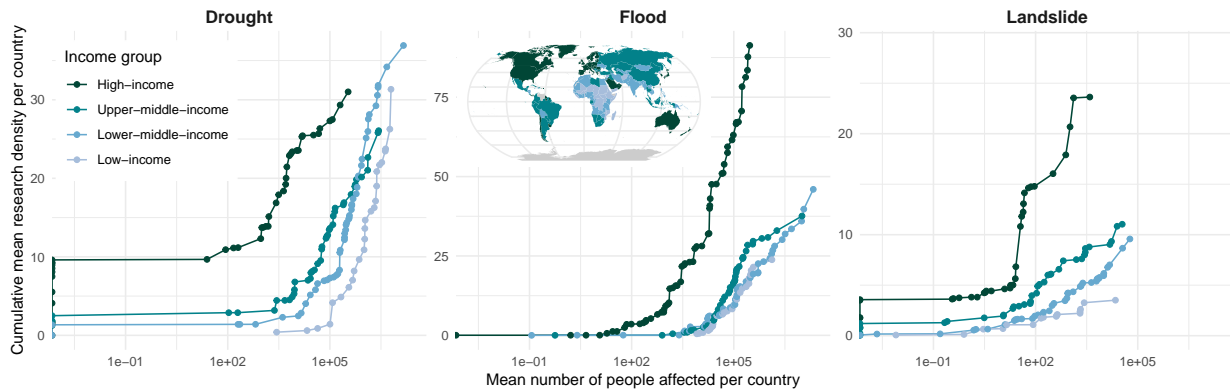 Drought
Flood
Landslide
Cumulative mean research density per country
Income group
High−income
Upper−middle−income
Lower−middle−income
Low−income
30
20
10
0
75
50
25
0
30
20
10
0
1e−01
1e+02
1e+05
1e−01
1e+02
1e+05
1e−01
1e+02
1e+05
Mean number of people affected per country